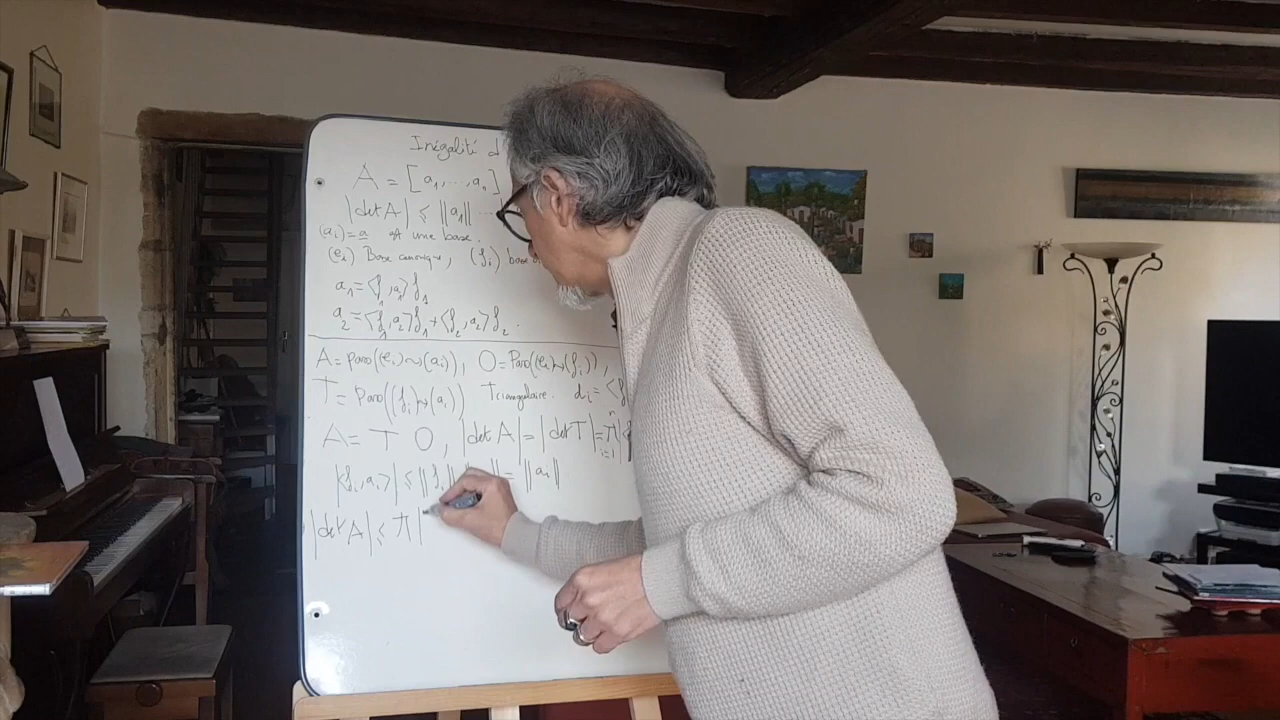 Inégalité d'
A = [a₁, ..., aₙ]
|det A| ≤ ‖a₁‖ ...
(aᵢ) = a est une base.
(eᵢ) Base canonique, (fᵢ) base
a₁ = <f₁, a₁> f₁
a₂ = <f₁, a₂> f₁ + <f₂, a₂> f₂.
A = Pass((eᵢ) ↦ (aᵢ)), O = Pass((eᵢ) ↦ (fᵢ)),
T = Pass((fᵢ) ↦ (aᵢ)) Triangulaire. dᵢ = <f
A = T O, |det A| = |det T| = π |<
|<fᵢ, aᵢ>| ≤ ‖fᵢ‖ ‖ = ‖aᵢ‖
|det A| ≤ π |